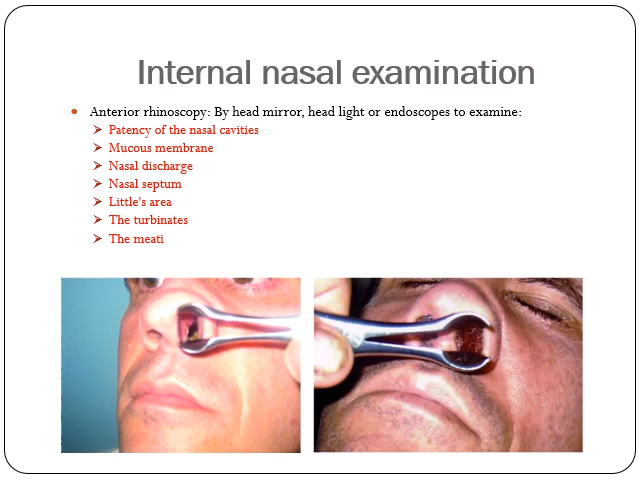 Internal nasal examination
Anterior rhinoscopy: By head mirror, head light or endoscopes to examine:
Patency of the nasal cavities
Mucous membrane
Nasal discharge
Nasal septum
Little's area
The turbinates
The meati